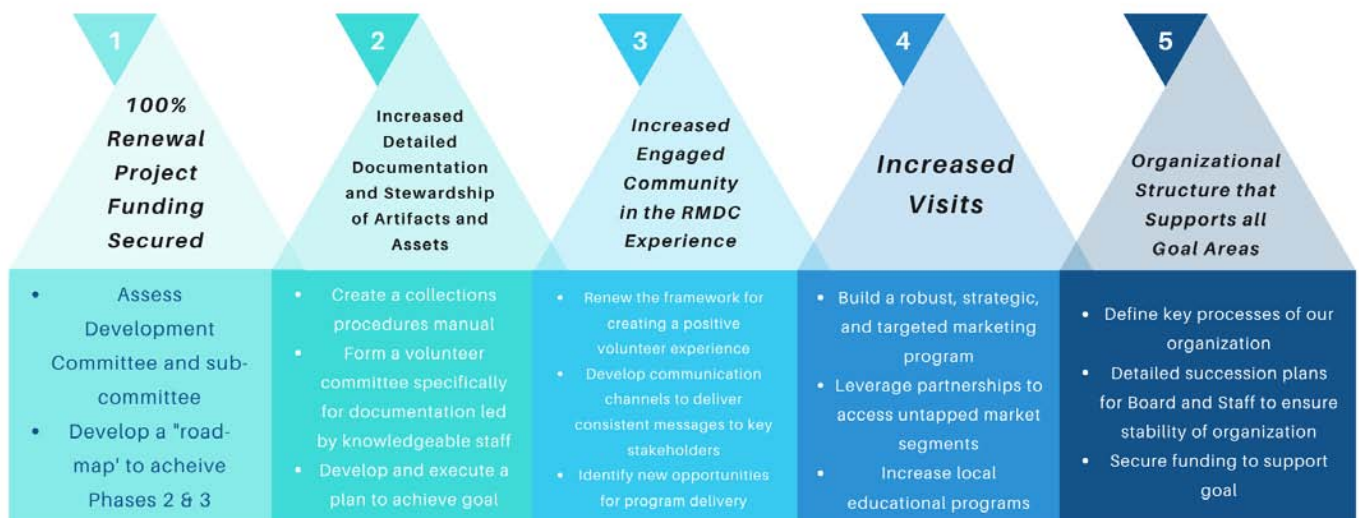 1
100%
Renewal
Project
Funding
Secured
• Assess
Development
Committee and sub-
committee
• Develop a "road-
map' to acheive
Phases 2 & 3
2
Increased
Detailed
Documentation
and Stewardship
of Artifacts and
Assets
• Create a collections
procedures manual
• Form a volunteer
committee specifically
for documentation led
by knowledgeable staff
• Develop and execute a
plan to achieve goal
3
Increased
Engaged
Community
in the RMDC
Experience
• Renew the framework for
creating a positive
volunteer experience
• Develop communication
channels to deliver
consistent messages to key
stakeholders
• Identify new opportunities
for program delivery
4
Increased
Visits
• Build a robust, strategic,
and targeted marketing
program
• Leverage partnerships to
access untapped market
segments
• Increase local
educational programs
5
Organizational
Structure that
Supports all
Goal Areas
• Define key processes of our
organization
• Detailed succession plans
for Board and Staff to ensure
stability of organization
• Secure funding to support
goal